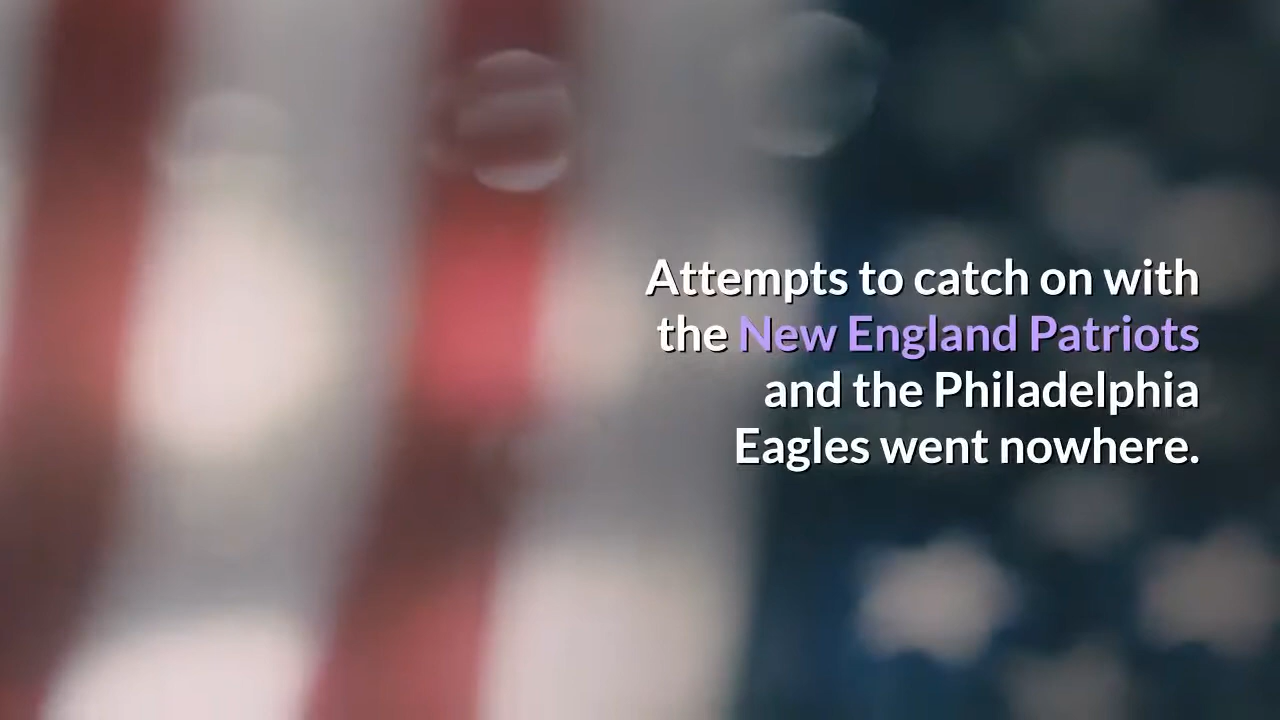 Attempts to catch on with
the New England Patriots
and the Philadelphia
Eagles went nowhere.